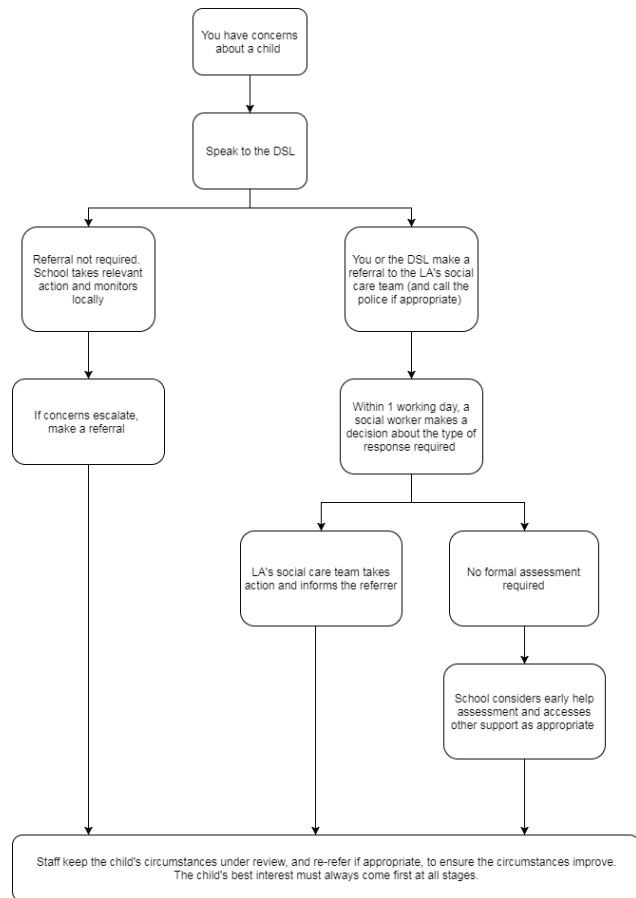 You have concerns
about a child
Speak to the DSL
Referral not required.
School takes relevant
action and monitors
locally
You or the DSL make a
referral to the LA's social
care team (and call the
police if appropriate)
If concerns escalate,
make a referral
Within 1 working day, a
social worker makes a
decision about the type of
response required
LA's social care team takes
action and informs the referrer
No formal assessment
required
School considers early help
assessment and accesses
other support as appropriate
Staff keep the child's circumstances under review, and re-refer if appropriate, to ensure the circumstances improve.
The child's best interest must always come first at all stages.